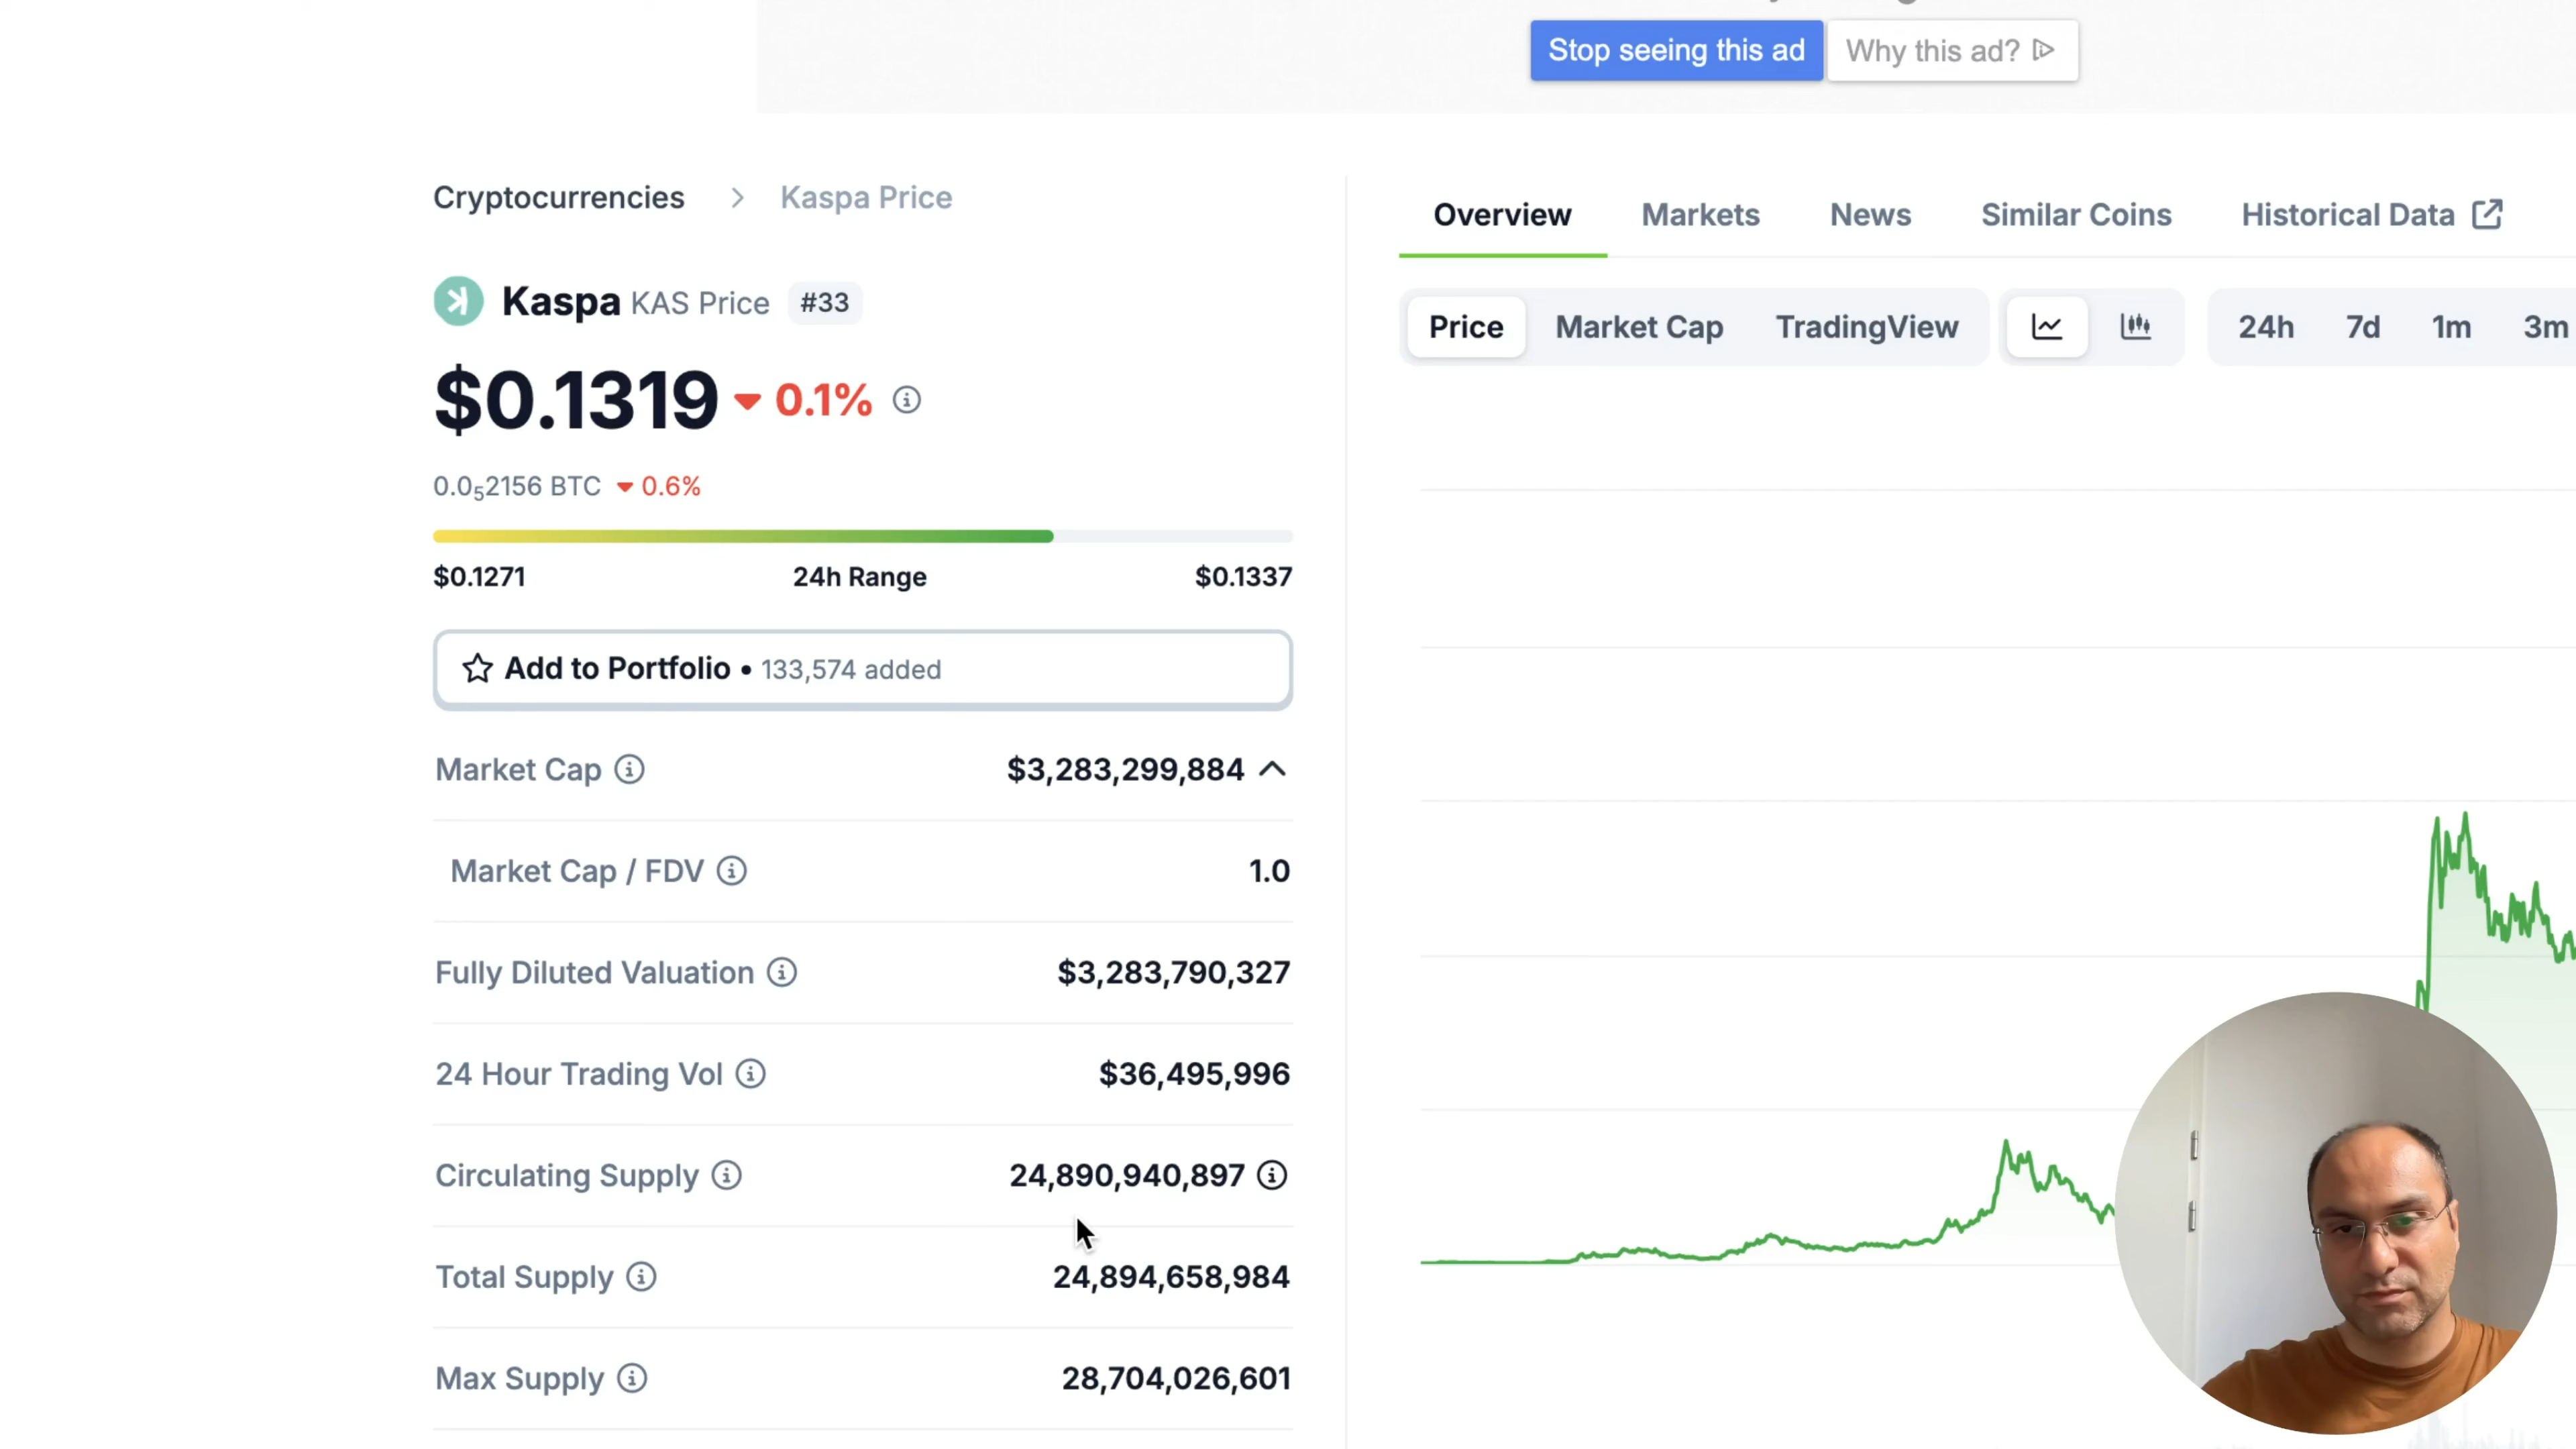 Stop seeing this ad
Why this ad?
Cryptocurrencies
Kaspa Price
Kaspa KAS Price #33
$0.1319 0.1%
0.0₅2156 BTC 0.6%
$0.1271 24h Range $0.1337
Add to Portfolio • 133,574 added
Market Cap $3,283,299,884
Market Cap / FDV 1.0
Fully Diluted Valuation $3,283,790,327
24 Hour Trading Vol $36,495,996
Circulating Supply 24,890,940,897
Total Supply 24,894,658,984
Max Supply 28,704,026,601
Overview Markets News Similar Coins Historical Data
Price Market Cap TradingView 24h 7d 1m 3m